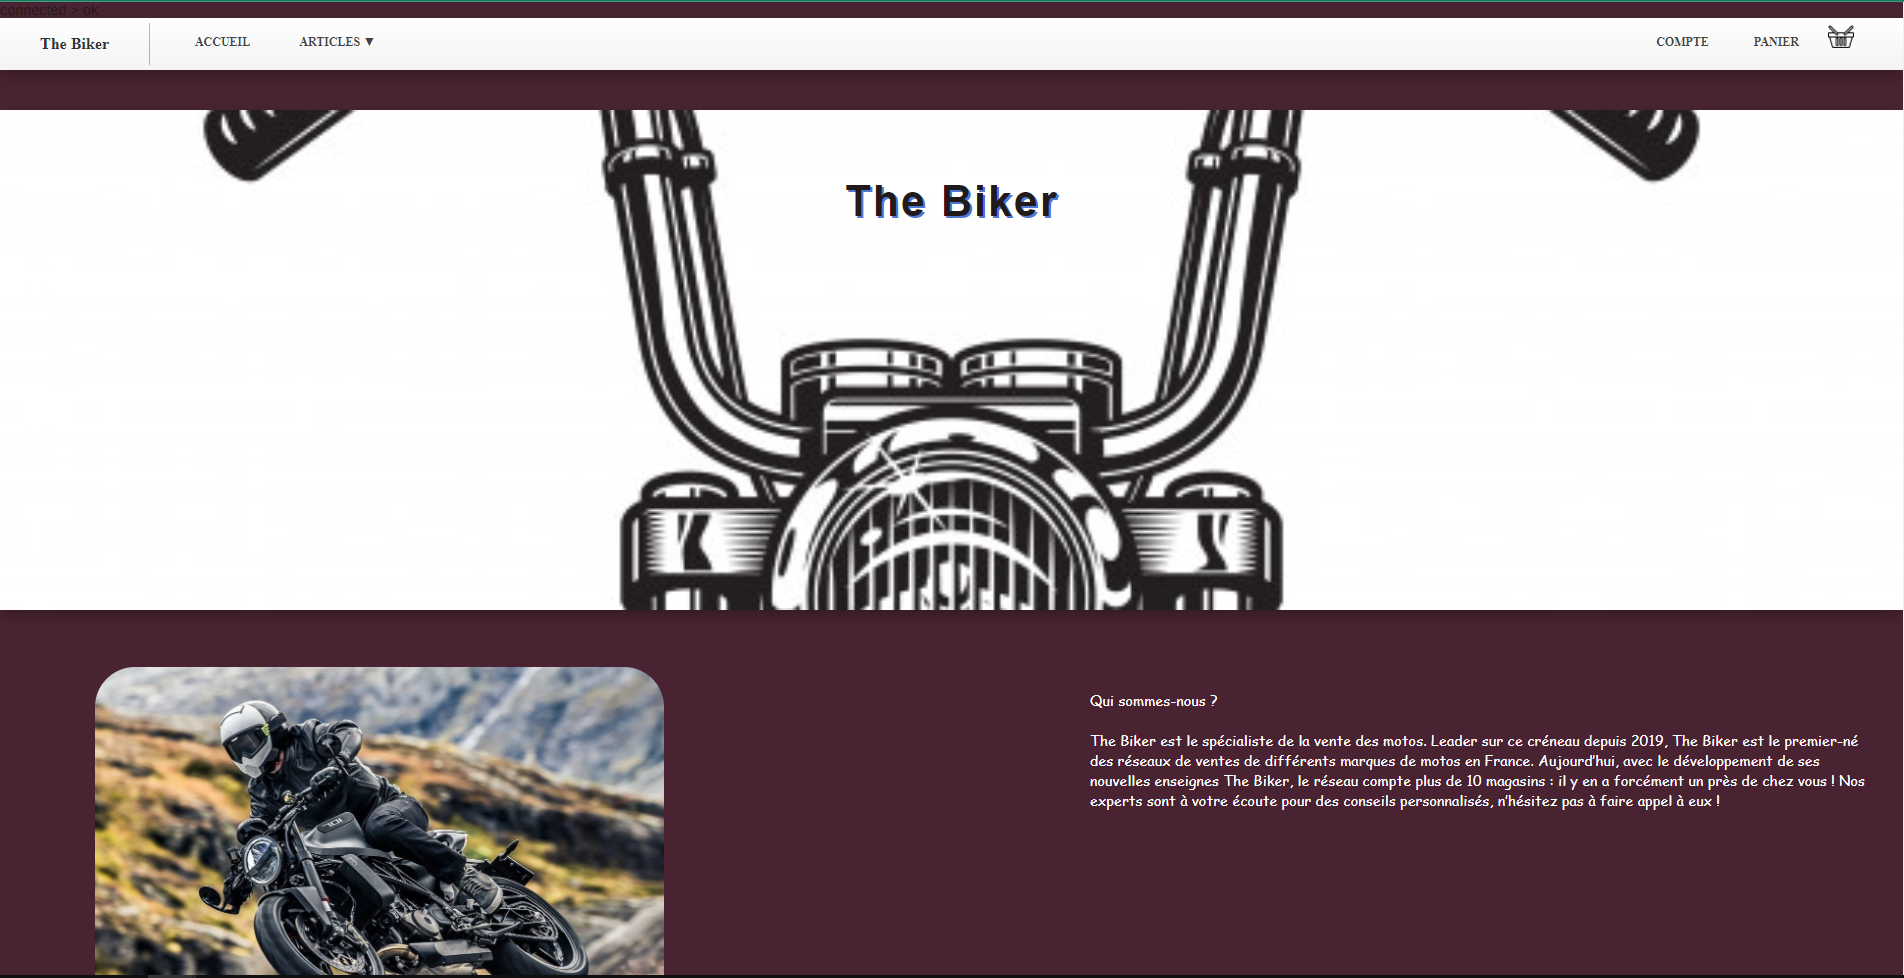 connected > ok
The Biker
ACCUEIL
ARTICLES ▼
COMPTE
PANIER
The Biker
Qui sommes-nous ?
The Biker est le spécialiste de la vente des motos. Leader sur ce créneau depuis 2019, The Biker est le premier-né
des réseaux de ventes de différents marques de motos en France. Aujourd'hui, avec le développement de ses
nouvelles enseignes The Biker, le réseau compte plus de 10 magasins : il y en a forcément un près de chez vous ! Nos
experts sont à votre écoute pour des conseils personnalisés, n'hésitez pas à faire appel à eux !
701